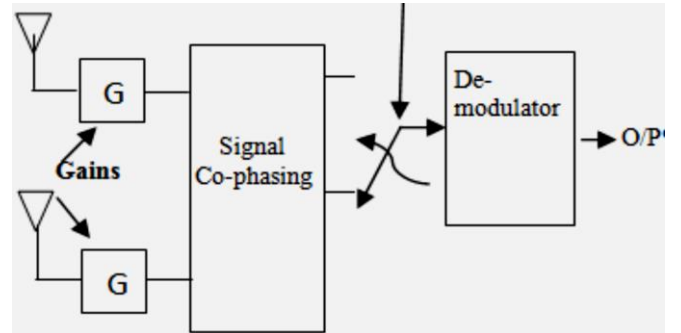 G
Gains
G
Signal
Co-phasing
De-
modulator
O/P